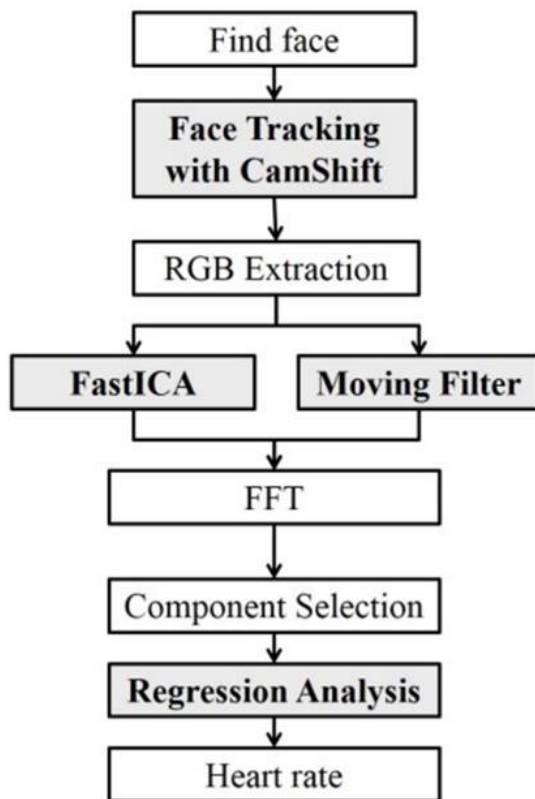 Find face
Face Tracking
with CamShift
RGB Extraction
FastICA
Moving Filter
FFT
Component Selection
Regression Analysis
Heart rate